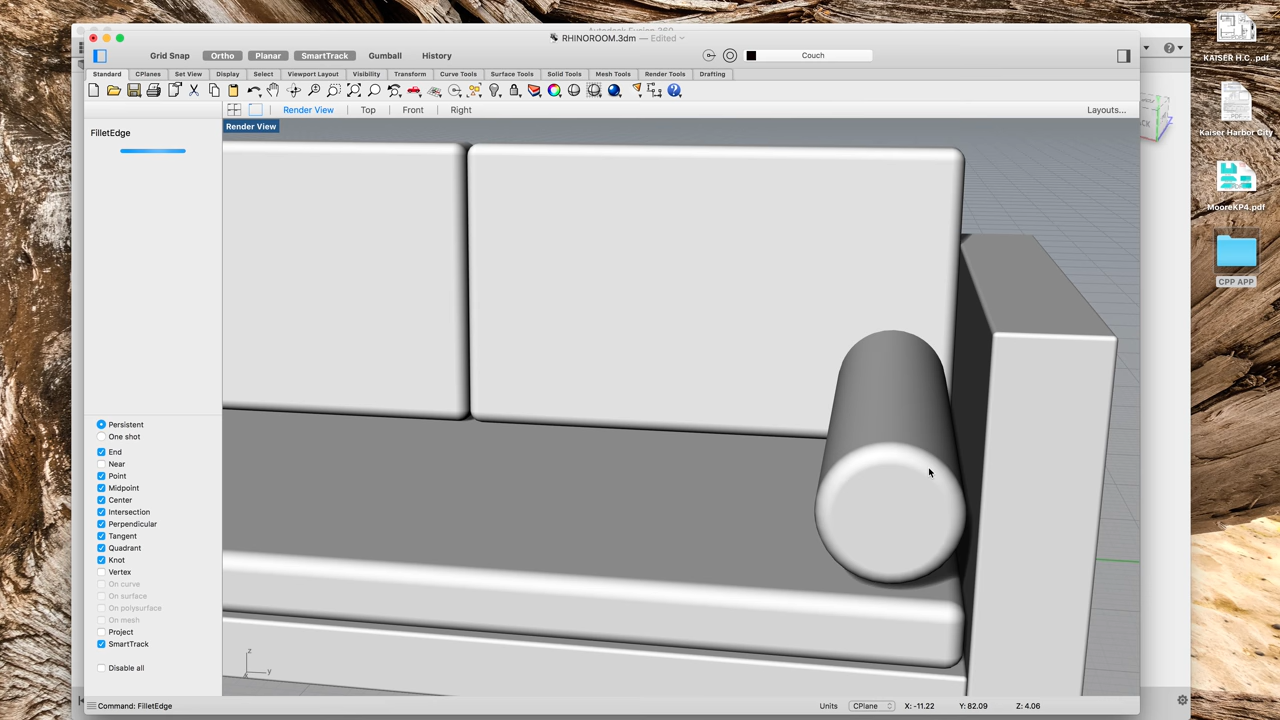 Autodesk Fusion 360
RHINOROOM.3dm — Edited
Grid Snap Ortho Planar SmartTrack Gumball History Couch
Standard CPlanes Set View Display Select Viewport Layout Visibility Transform Curve Tools Surface Tools Solid Tools Mesh Tools Render Tools Drafting
Render View Top Front Right Layouts...
Render View
FilletEdge
Persistent
One shot
End
Near
Point
Midpoint
Center
Intersection
Perpendicular
Tangent
Quadrant
Knot
Vertex
On curve
On surface
On polysurface
On mesh
Project
SmartTrack
Disable all
z
y
Command: FilletEdge
Units CPlane X: -11.22 Y: 82.09 Z: 4.06
KAISER H.C. .pdf
PDF
Kaiser Harbor City
MooreKP4.pdf
CPP APP
Z